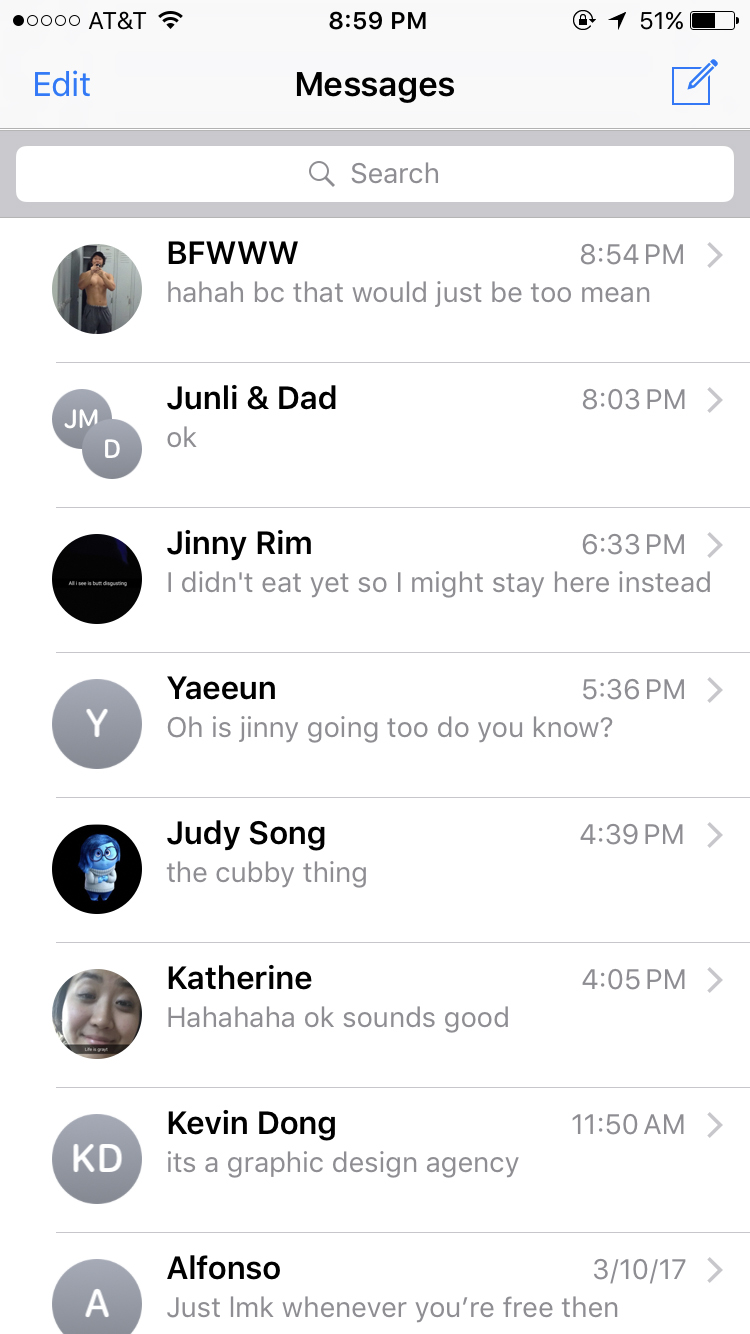 AT&T 8:59 PM 51%
Edit Messages
Search
BFWWW 8:54 PM
hahah bc that would just be too mean
JM
D
Junli & Dad 8:03 PM
ok
All i see is butt disgusting
Jinny Rim 6:33 PM
I didn't eat yet so I might stay here instead
Y
Yaeeun 5:36 PM
Oh is jinny going too do you know?
Judy Song 4:39 PM
the cubby thing
Katherine 4:05 PM
Hahahaha ok sounds good
KD
Kevin Dong 11:50 AM
its a graphic design agency
A
Alfonso 3/10/17
Just lmk whenever you’re free then